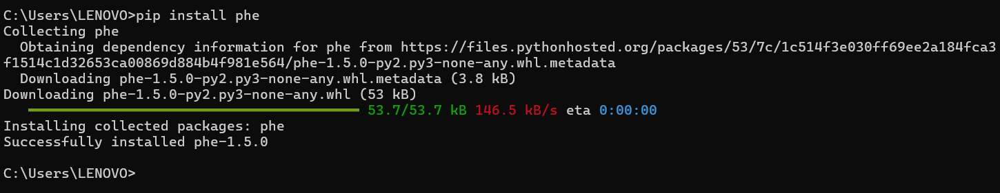 C:\Users\LENOVO>pip install phe
Collecting phe
  Obtaining dependency information for phe from https://files.pythonhosted.org/packages/53/7c/1c514f3e030ff69ee2a184fca3
f1514c1d32653ca00869d884b4f981e564/phe-1.5.0-py2.py3-none-any.whl.metadata
  Downloading phe-1.5.0-py2.py3-none-any.whl.metadata (3.8 kB)
Downloading phe-1.5.0-py2.py3-none-any.whl (53 kB)
53.7/53.7 kB 146.5 kB/s eta 0:00:00
Installing collected packages: phe
Successfully installed phe-1.5.0
C:\Users\LENOVO>